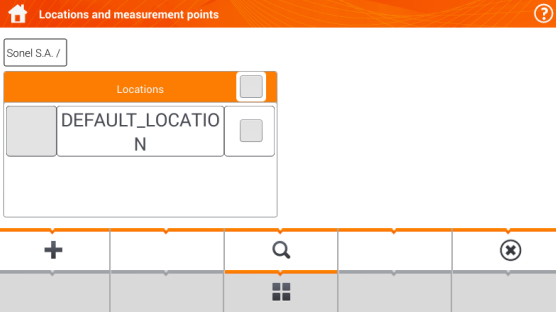 Locations and measurement points
?
Sonel S.A. /
Locations
DEFAULT_LOCATIO
N